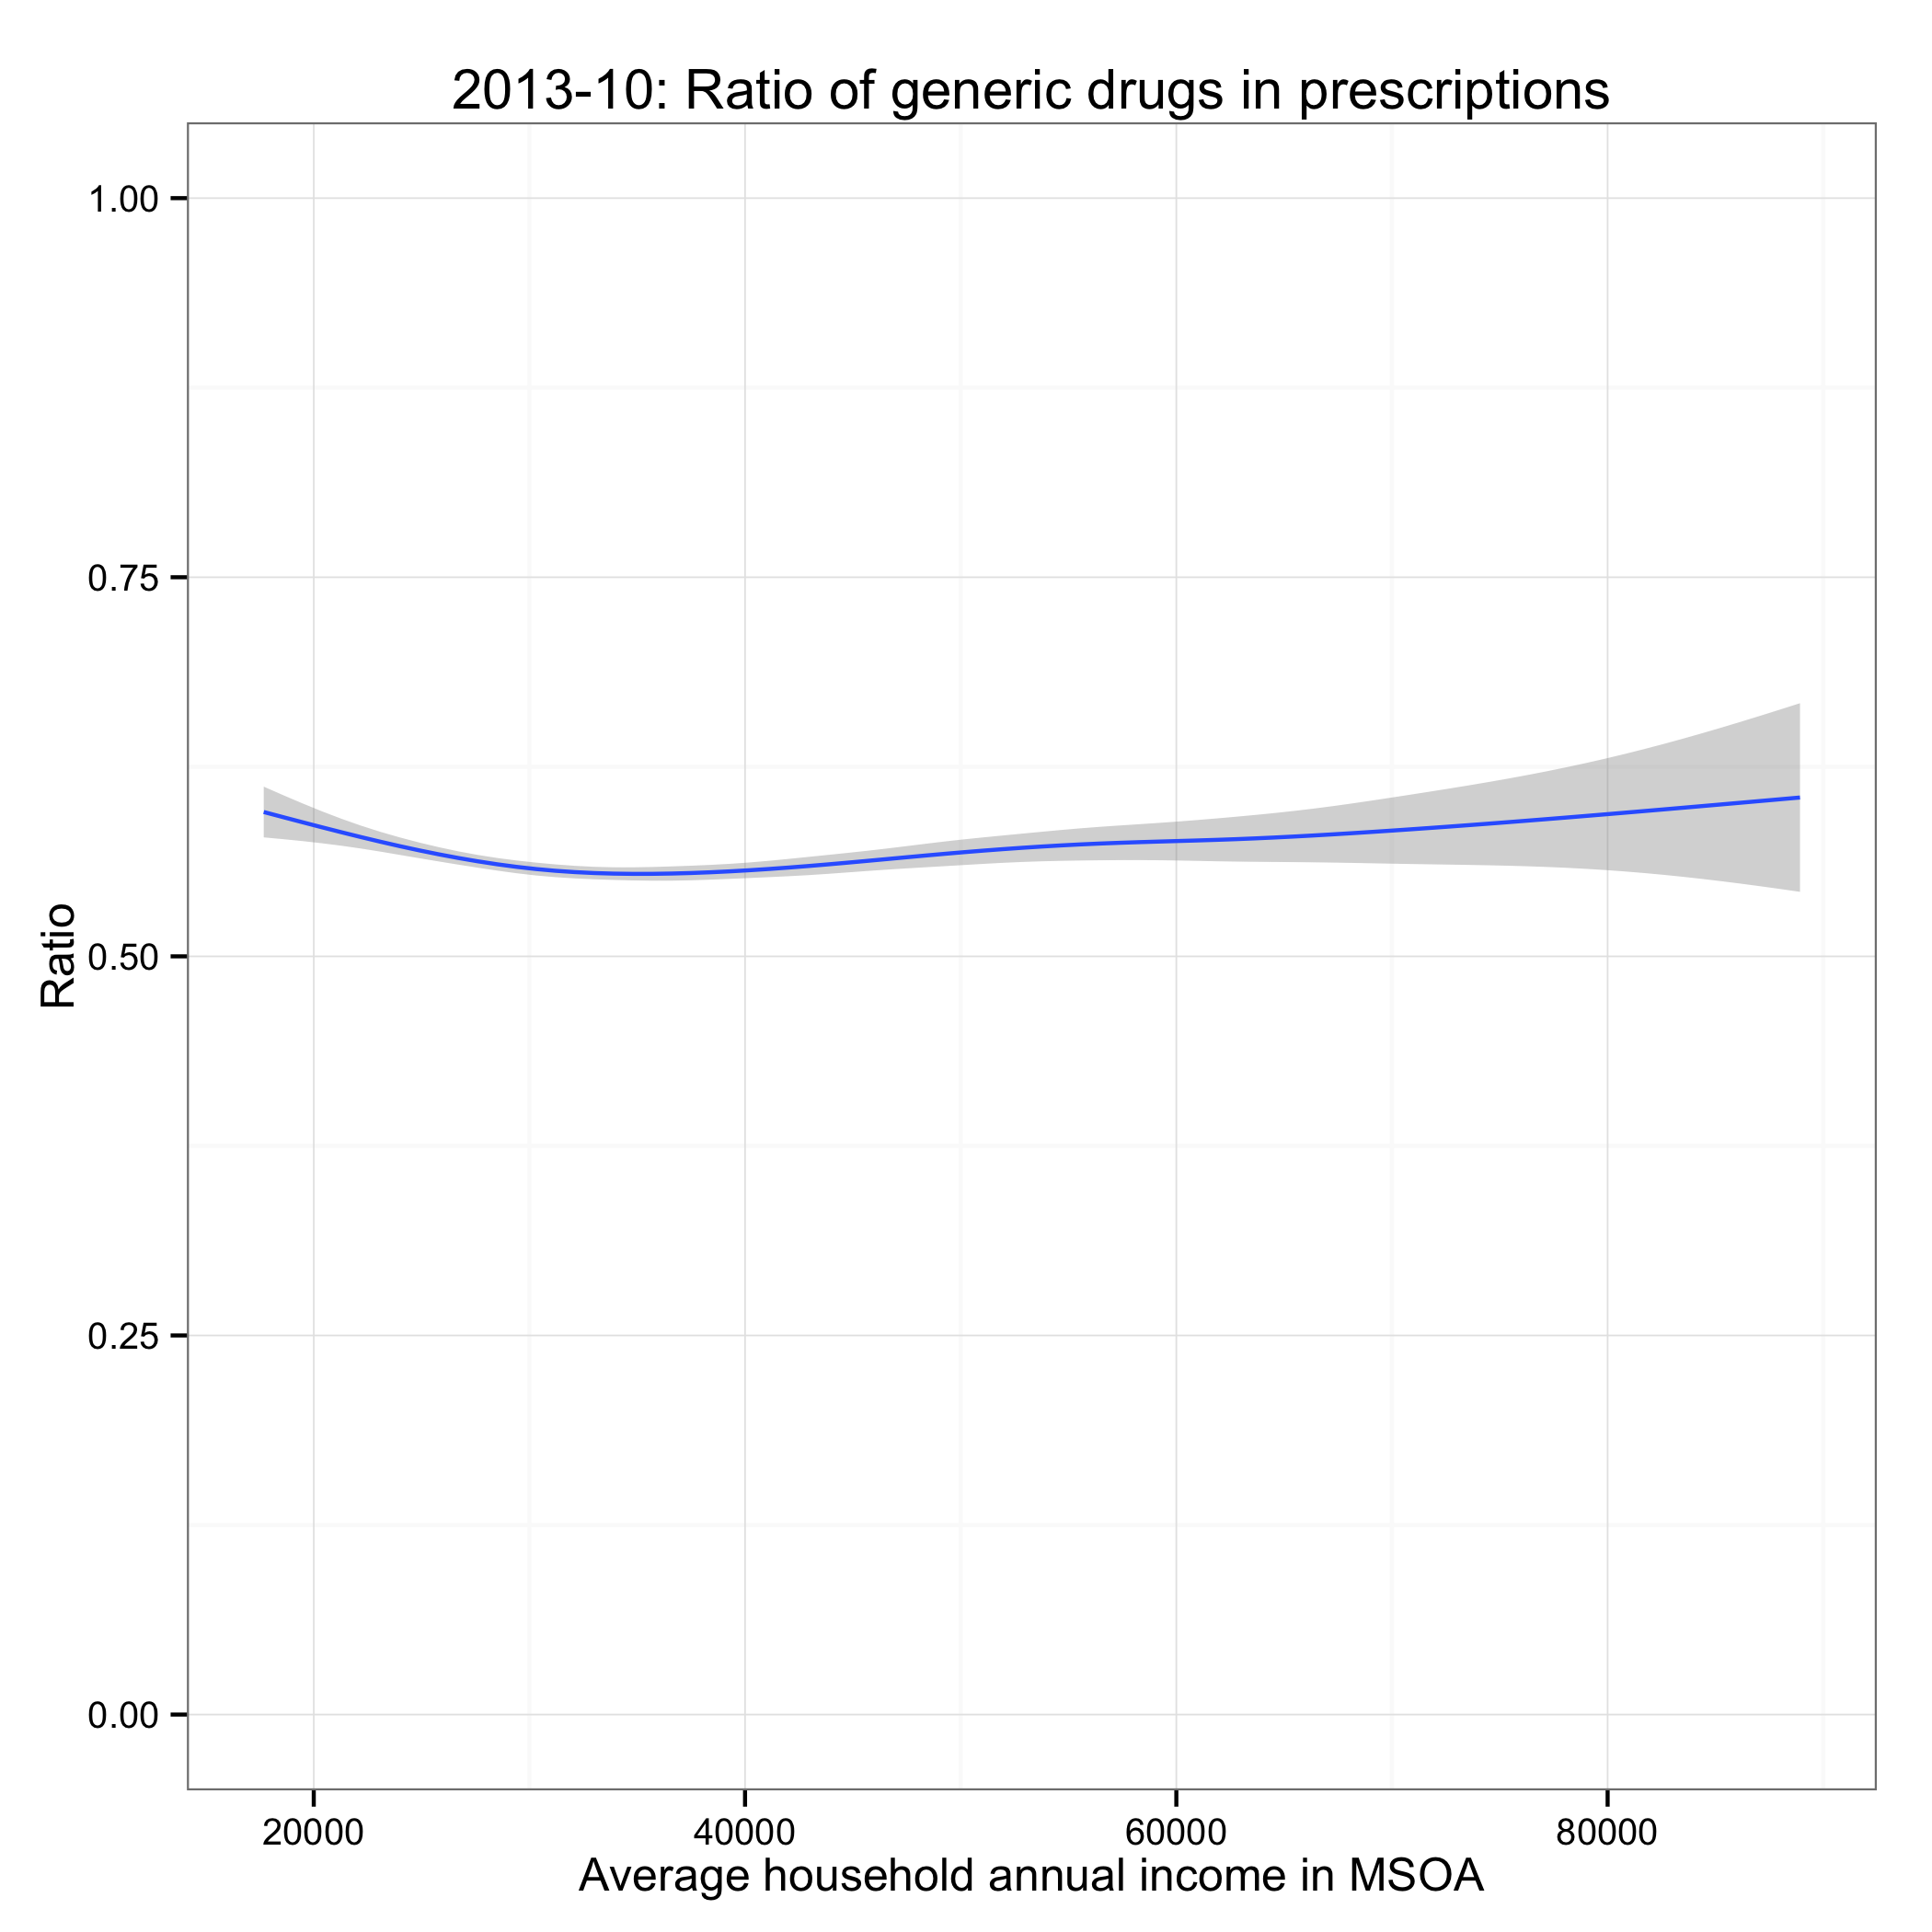 2013-10: Ratio of generic drugs in prescriptions
1.00
0.75
0.50
0.25
0.00
Ratio
20000 40000 60000 80000
Average household annual income in MSOA